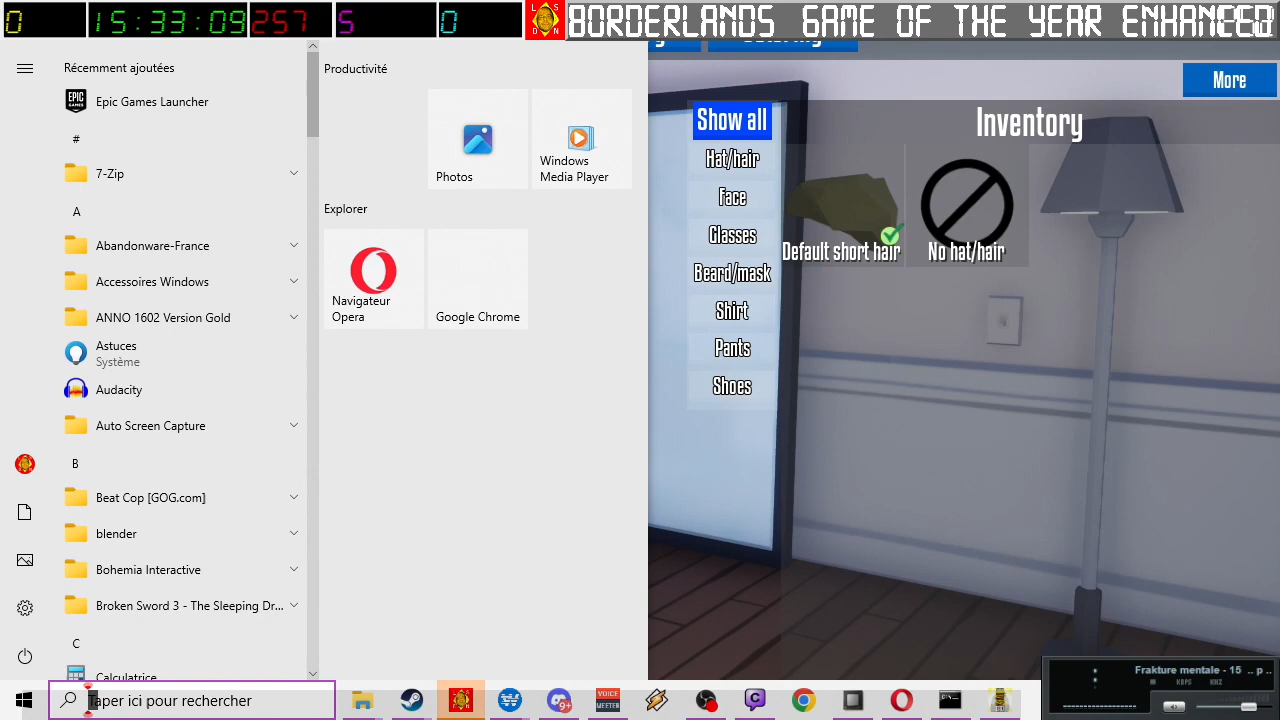 0
15:33:09
257
5
0
L S
D N
BORDERLANDS GAME OF THE YEAR ENHANCED
Récemment ajoutées
Epic Games Launcher
#
7-Zip
A
Abandonware-France
Accessoires Windows
ANNO 1602 Version Gold
Astuces
Système
Audacity
Auto Screen Capture
B
Beat Cop [GOG.com]
blender
Bohemia Interactive
Broken Sword 3 - The Sleeping Dr...
C
Calculatrice
Productivité
Photos
Windows
Media Player
Explorer
Navigateur
Opera
Google Chrome
More
Inventory
Show all
Hat/hair
Face
Glasses
Beard/mask
Shirt
Pants
Shoes
Default short hair
No hat/hair
Frakture mentale - 15 .. p ..
KBPS KHZ
Taper ici pour rechercher
9+
VOICE
MEETER